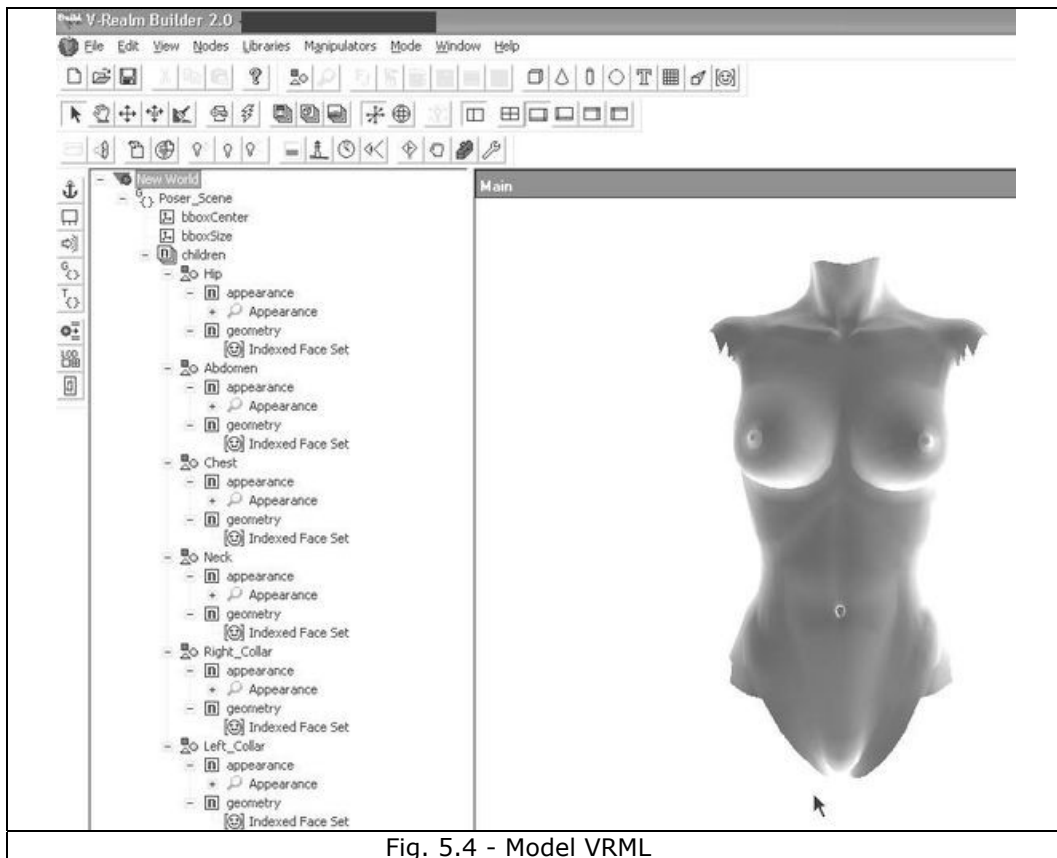 V-Realm Builder 2.0 -
File Edit View Nodes Libraries Manipulators Mode Window Help
New World
Poser_Scene
bboxCenter
bboxSize
children
Hip
appearance
Appearance
geometry
Indexed Face Set
Abdomen
appearance
Appearance
geometry
Indexed Face Set
Chest
appearance
Appearance
geometry
Indexed Face Set
Neck
appearance
Appearance
geometry
Indexed Face Set
Right_Collar
appearance
Appearance
geometry
Indexed Face Set
Left_Collar
appearance
Appearance
geometry
Indexed Face Set
Main
Fig. 5.4 - Model VRML